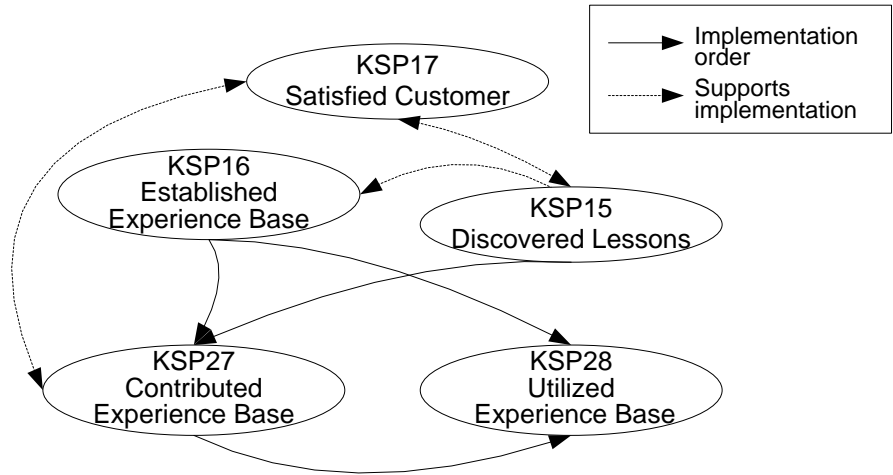 Implementation
order
Supports
implementation
KSP17
Satisfied Customer
KSP16
Established
Experience Base
KSP15
Discovered Lessons
KSP27
Contributed
Experience Base
KSP28
Utilized
Experience Base